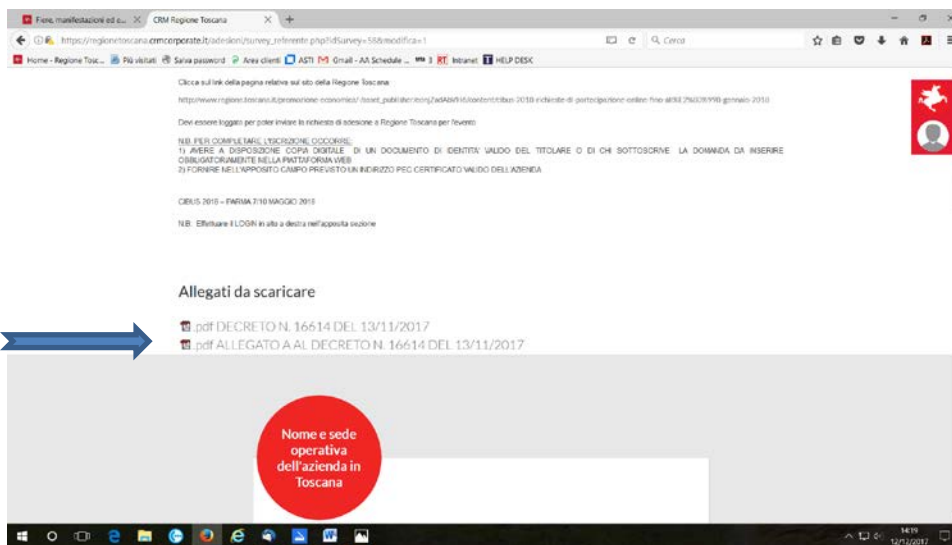 Fiere, manifestazioni ed e...
CRM Regione Toscana
https://regionetoscana.crmcorporate.it/adesioni/survey_referente.php?idSurvey=58&modifica=1
Cerca
Home - Regione Tosc... Più visitati Salva password Area clienti ASTI Gmail - AA Schedule ... Intranet HELP DESK
Clicca sul link della pagina relativa sul sito della Regione Toscana:
Devi essere loggato per poter inviare la richiesta di adesione a Regione Toscana per l'evento
N.B. PER COMPLETARE L'ISCRIZIONE OCCORRE:
1) AVERE A DISPOSIZIONE COPIA DIGITALE DI UN DOCUMENTO DI IDENTITA' VALIDO DEL TITOLARE O DI CHI SOTTOSCRIVE LA DOMANDA DA INSERIRE
OBBLIGATORIAMENTE NELLA PIATTAFORMA WEB
2) FORNIRE NELL'APPOSITO CAMPO PREVISTO UN INDIRIZZO PEC CERTIFICATO VALIDO DELL'AZIENDA
CIBUS 2018 – PARMA 7/10 MAGGIO 2018
N.B. Effettuare il LOGIN in alto a destra nell'apposita sezione
Allegati da scaricare
.pdf DECRETO N. 16614 DEL 13/11/2017
.pdf ALLEGATO A AL DECRETO N. 16614 DEL 13/11/2017
Nome e sede
operativa
dell'azienda in
Toscana
14:19
12/12/2017